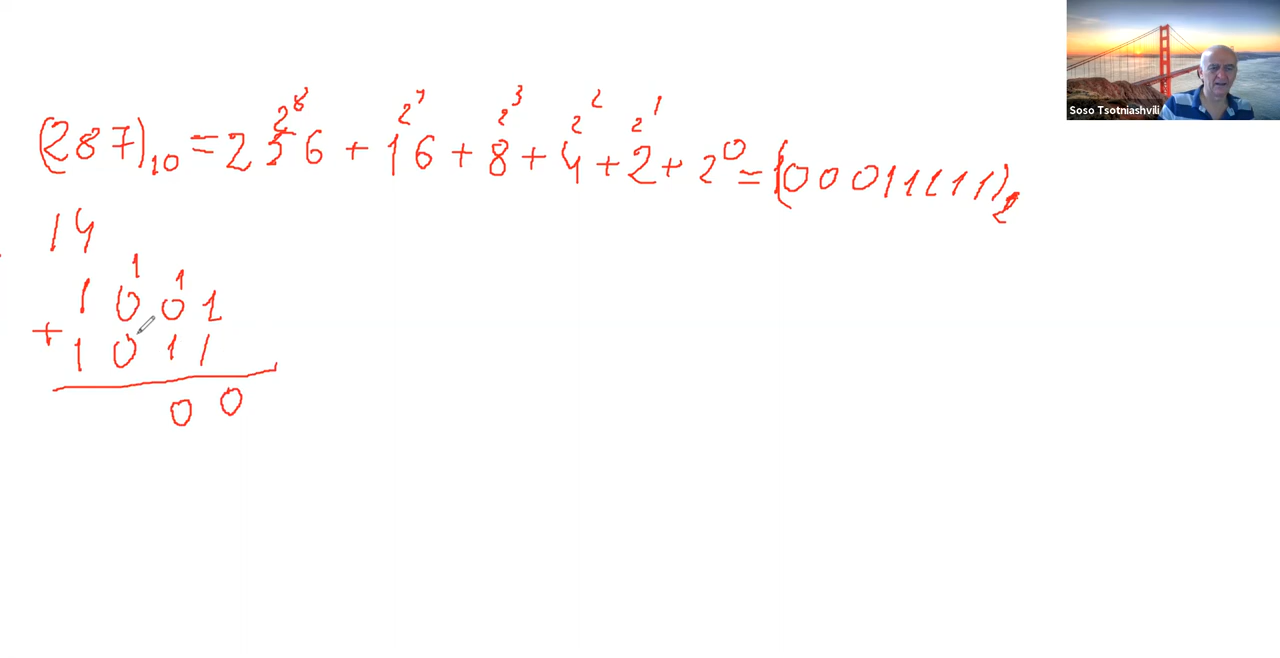 Soso Tsotniashvili
2⁸ 2⁴ 2³ 2² 2¹
(287)₁₀ = 256 + 16 + 8 + 4 + 2 + 2⁰ = (100011111)₂
14
1 1
1 0 0 1
+
1 0 1 1
0 0